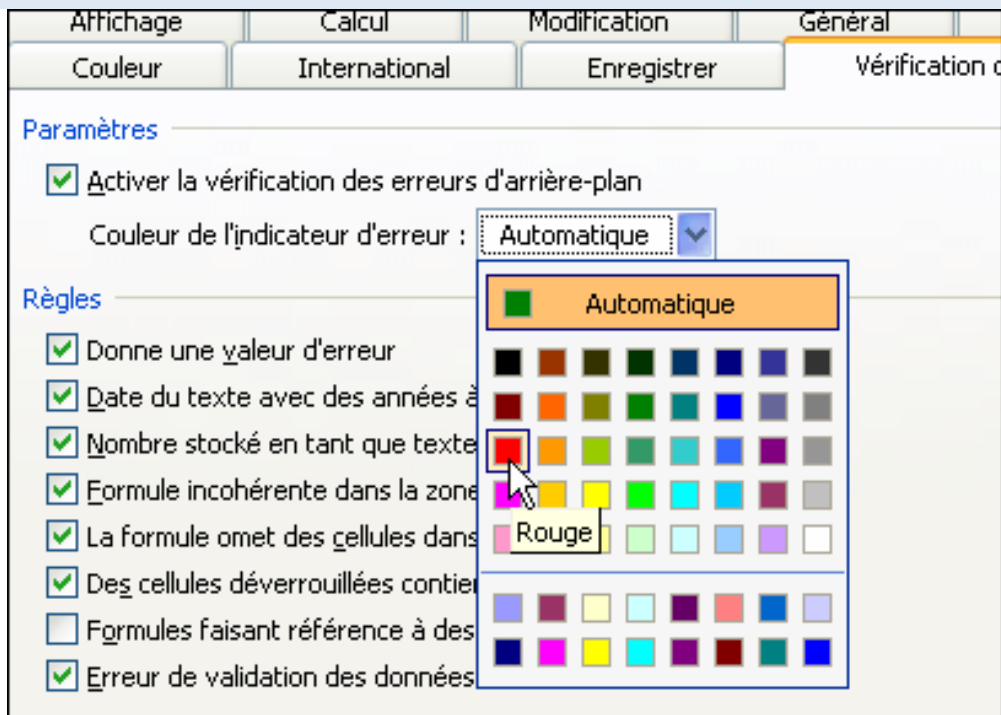 Affichage Calcul Modification Général
Couleur International Enregistrer Vérification
Paramètres
Activer la vérification des erreurs d'arrière-plan
Couleur de l'indicateur d'erreur : Automatique
Automatique
Règles
Donne une valeur d'erreur
Date du texte avec des années à
Nombre stocké en tant que texte
Formule incohérente dans la zone
La formule omet des cellules dans
Rouge
Des cellules déverrouillées
Formules faisant référence à des
Erreur de validation des données